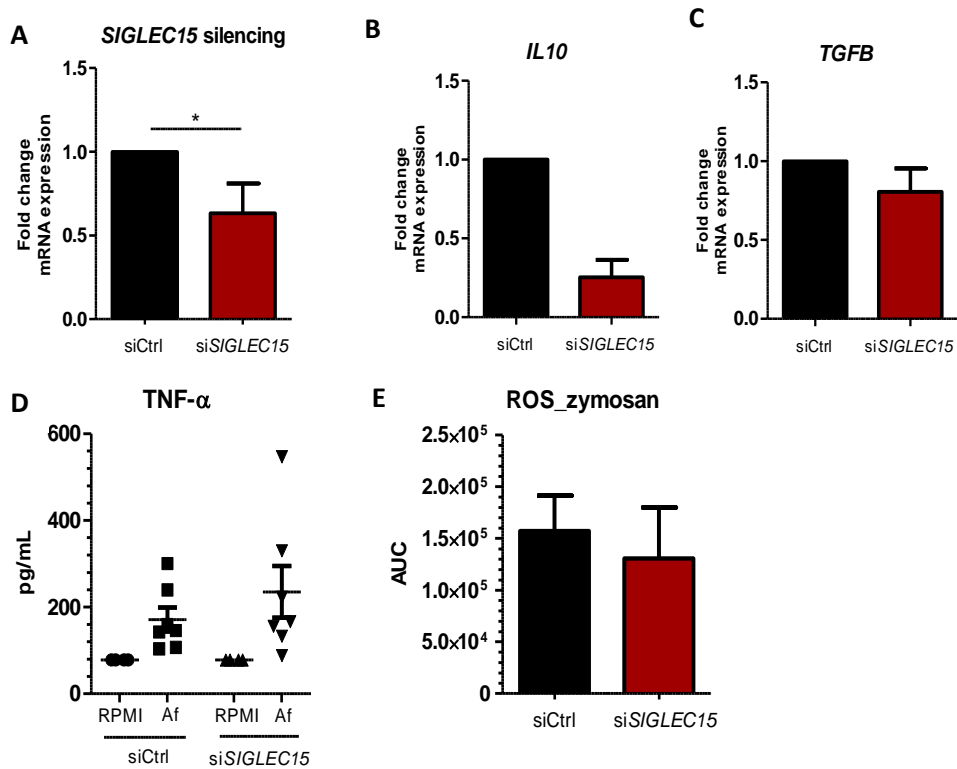 A
SIGLEC15 silencing
Fold change
mRNA expression
1.5
1.0
0.5
0.0
*
siCtrl
siSIGLEC15
B
IL10
Fold change
mRNA expression
1.5
1.0
0.5
0.0
siCtrl
siSIGLEC15
C
TGFB
Fold change
mRNA expression
1.5
1.0
0.5
0.0
siCtrl
siSIGLEC15
D
TNF-α
pg/mL
600
400
200
0
RPMI Af RPMI Af
siCtrl siSIGLEC15
E
ROS_zymosan
AUC
2.5×10⁵
2.0×10⁵
1.5×10⁵
1.0×10⁵
5.0×10⁴
0
siCtrl
siSIGLEC15